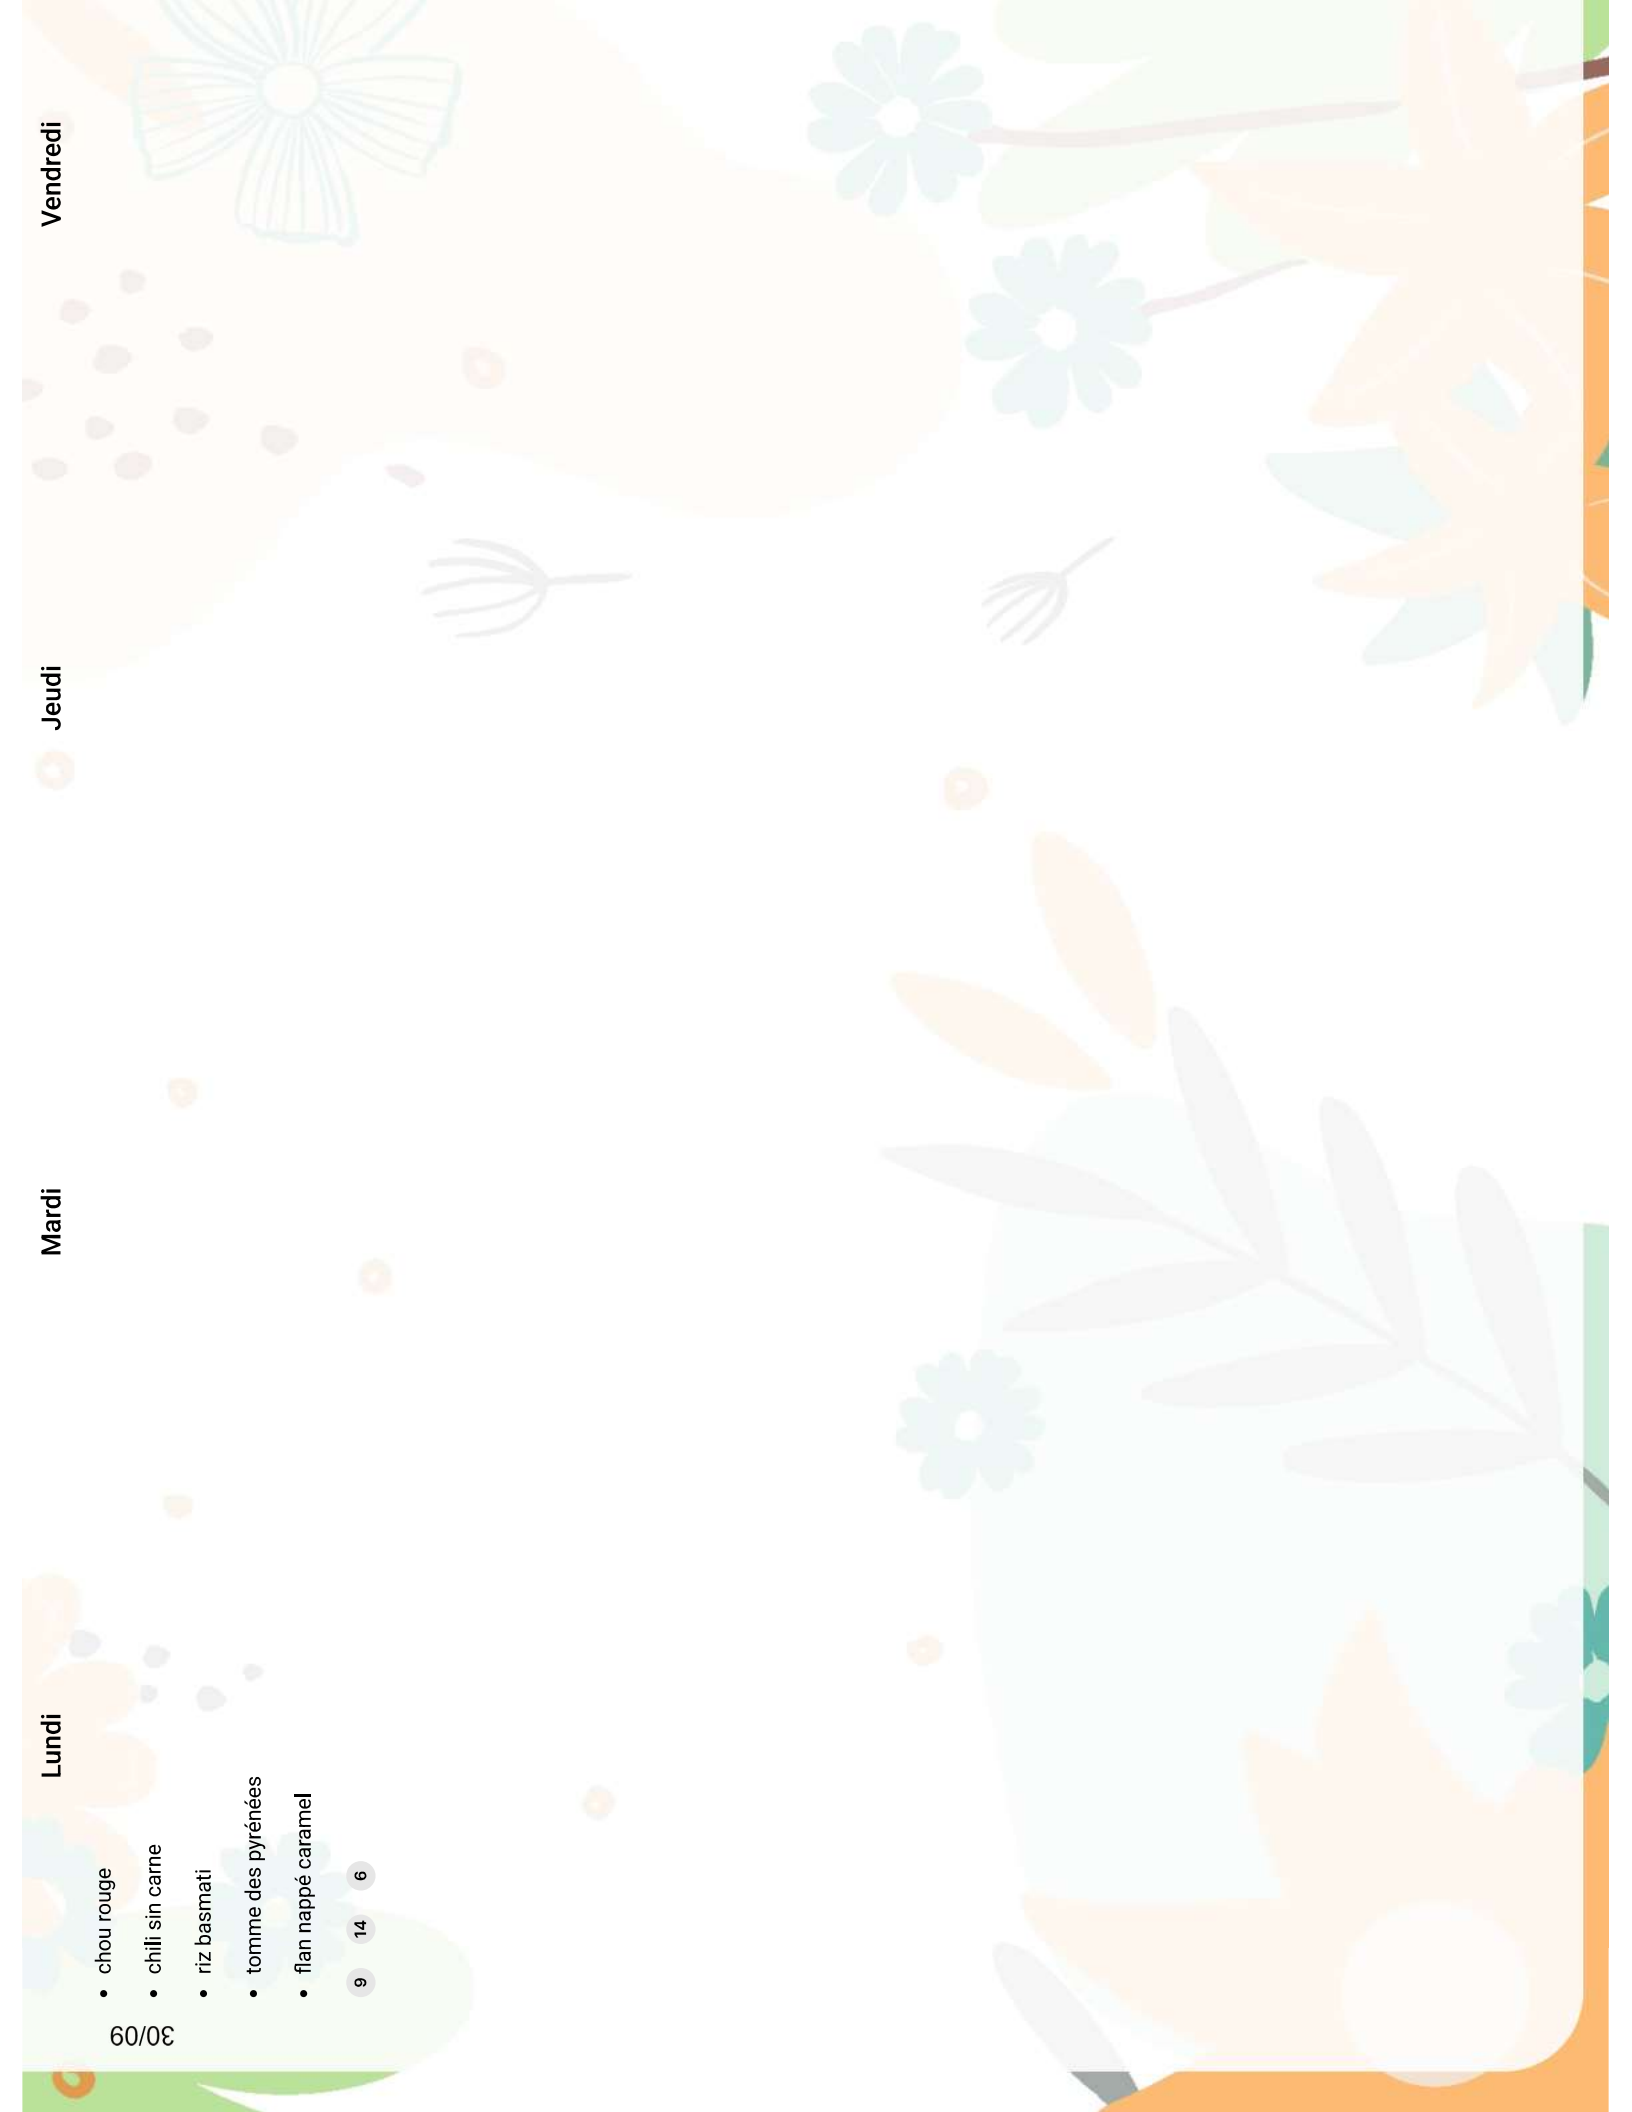 Lundi
Mardi
Jeudi
Vendredi
30/09
• chou rouge
• chili sin carne
• riz basmati
• tomme des pyrénées
• flan nappé caramel
9 14 6